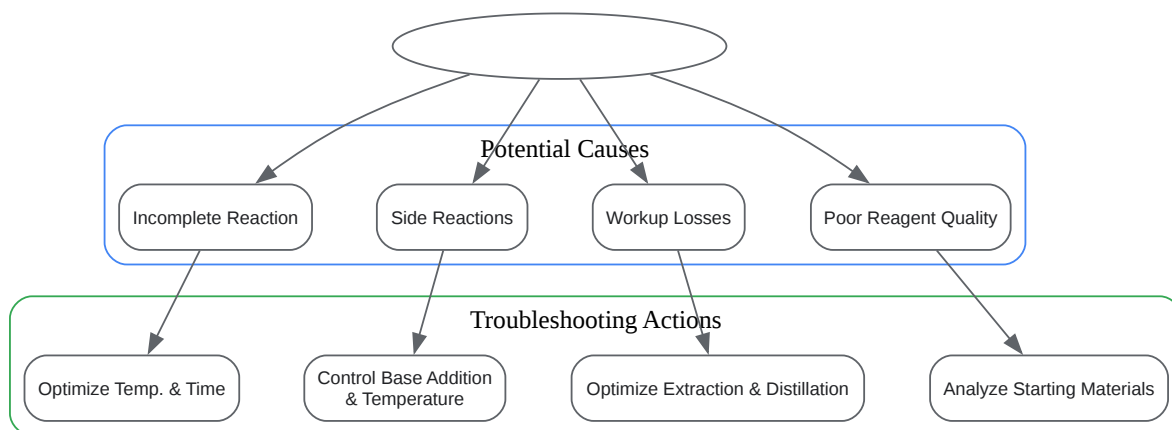 Potential Causes
Incomplete Reaction
Side Reactions
Workup Losses
Poor Reagent Quality
Troubleshooting Actions
Optimize Temp. & Time
Control Base Addition
& Temperature
Optimize Extraction & Distillation
Analyze Starting Materials